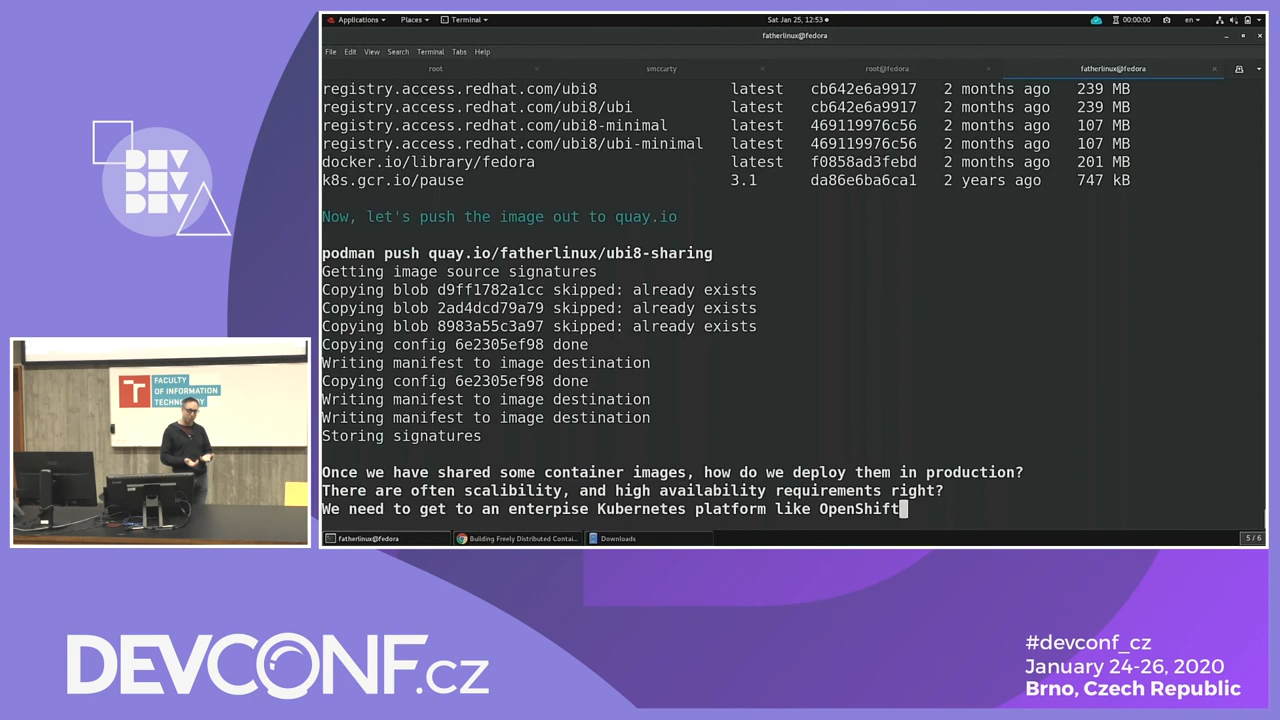 Applications
Places
Terminal
Sat Jan 25, 12:53
00:00:00
en
fatherlinux@fedora
File Edit View Search Terminal Tabs Help
root
smccarty
root@fedora
fatherlinux@fedora
registry.access.redhat.com/ubi8 latest cb642e6a9917 2 months ago 239 MB
registry.access.redhat.com/ubi8/ubi latest cb642e6a9917 2 months ago 239 MB
registry.access.redhat.com/ubi8-minimal latest 469119976c56 2 months ago 107 MB
registry.access.redhat.com/ubi8/ubi-minimal latest 469119976c56 2 months ago 107 MB
docker.io/library/fedora latest f0858ad3febd 2 months ago 201 MB
k8s.gcr.io/pause 3.1 da86e6ba6ca1 2 years ago 747 kB
Now, let's push the image out to quay.io
podman push quay.io/fatherlinux/ubi8-sharing
Getting image source signatures
Copying blob d9ff1782a1cc skipped: already exists
Copying blob 2ad4dcd79a79 skipped: already exists
Copying blob 8983a55c3a97 skipped: already exists
Copying config 6e2305ef98 done
Writing manifest to image destination
Copying config 6e2305ef98 done
Writing manifest to image destination
Writing manifest to image destination
Storing signatures
Once we have shared some container images, how do we deploy them in production?
There are often scalibility, and high availability requirements right?
We need to get to an enterpise Kubernetes platform like OpenShift
fatherlinux@fedora
Building Freely Distributed Contai...
Downloads
5 / 6
DEV
DEV
DEV
T
FACULTY
OF INFORMATION
TECHNOLOGY
DEVCONF.cz
#devconf_cz
January 24-26, 2020
Brno, Czech Republic